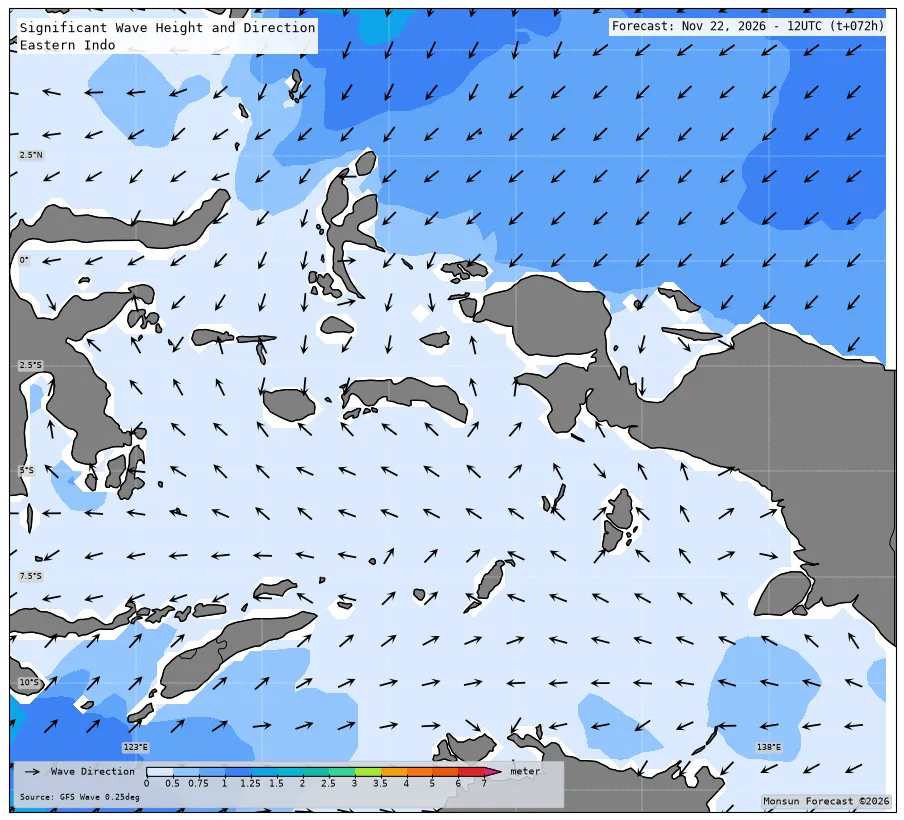 Significant Wave Height and Direction
Eastern Indo
Forecast: Nov 22, 2026 - 12UTC (t+072h)
2.5°N
0°
2.5°S
5°S
7.5°S
10°S
123°E
138°E
Wave Direction
meter
0 0.5 0.75 1 1.25 1.5 2 2.5 3 3.5 4 5 6 7
Source: GFS Wave 0.25deg
Monsun Forecast ©2026